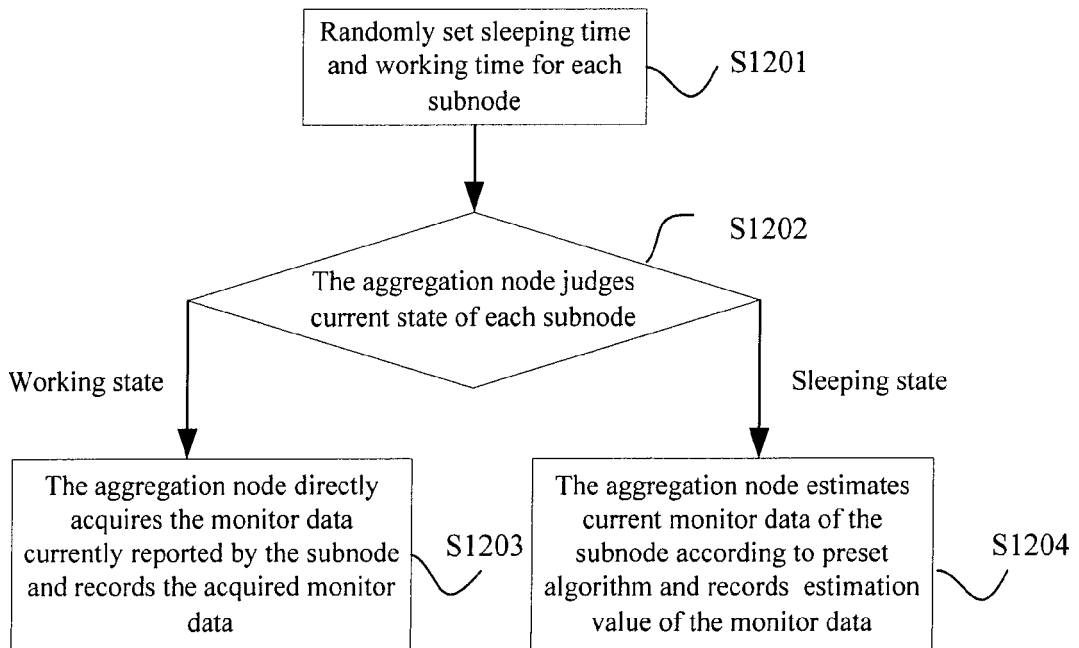 Randomly set sleeping time
and working time for each
subnode
S1201
S1202
The aggregation node judges
current state of each subnode
Working state
Sleeping state
The aggregation node directly
acquires the monitor data
currently reported by the subnode
and records the acquired monitor
data
S1203
The aggregation node estimates
current monitor data of the
subnode according to preset
algorithm and records estimation
value of the monitor data
S1204